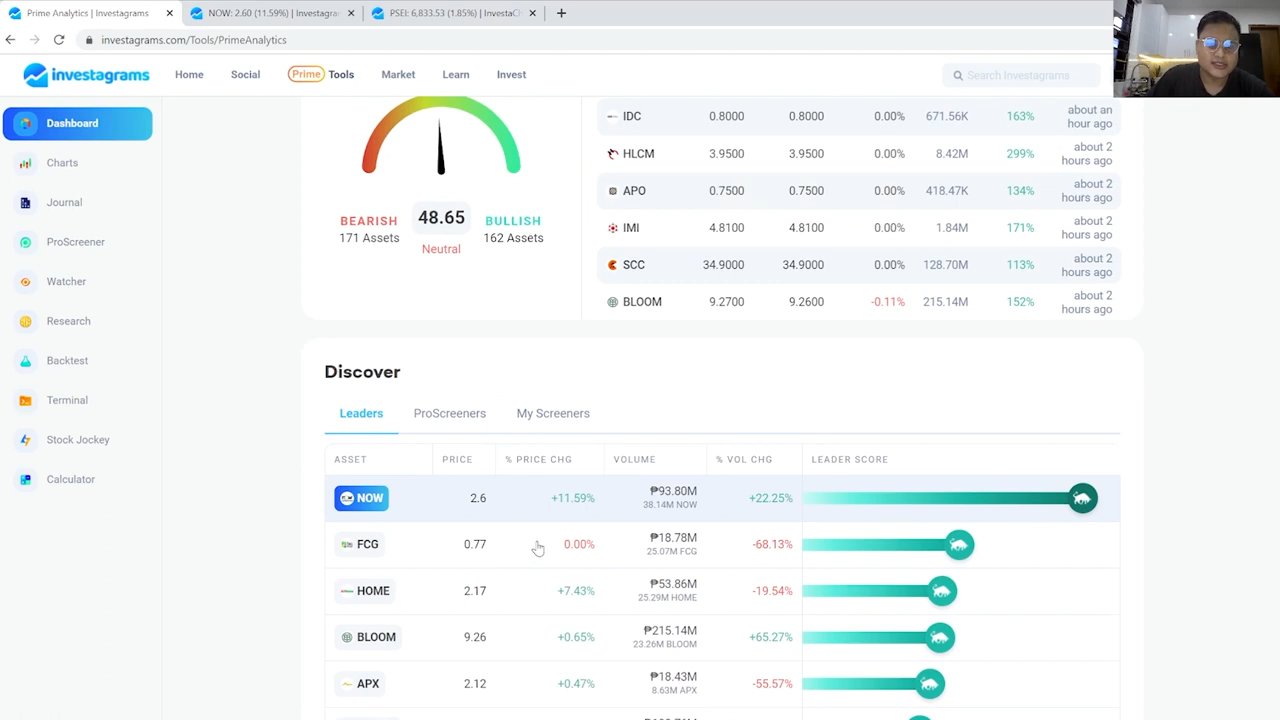 Prime Analytics | Investagrams
NOW: 2.60 (11.59%) | Investagra
PSEI: 6,833.53 (1.85%) | InvestaCh
investagrams.com/Tools/PrimeAnalytics
investagrams
Home
Social
Prime Tools
Market
Learn
Invest
Search Investagrams
Dashboard
Charts
Journal
ProScreener
Watcher
Research
Backtest
Terminal
Stock Jockey
Calculator
BEARISH
171 Assets
48.65
Neutral
BULLISH
162 Assets
IDC 0.8000 0.8000 0.00% 671.56K 163% about an hour ago
HLCM 3.9500 3.9500 0.00% 8.42M 299% about 2 hours ago
APO 0.7500 0.7500 0.00% 418.47K 134% about 2 hours ago
IMI 4.8100 4.8100 0.00% 1.84M 171% about 2 hours ago
SCC 34.9000 34.9000 0.00% 128.70M 113% about 2 hours ago
BLOOM 9.2700 9.2600 -0.11% 215.14M 152% about 2 hours ago
Discover
Leaders ProScreeners My Screeners
ASSET PRICE % PRICE CHG VOLUME % VOL CHG LEADER SCORE
NOW 2.6 +11.59% ₱93.80M +22.25%
38.14M NOW
FCG 0.77 0.00% ₱18.78M -68.13%
25.07M FCG
HOME 2.17 +7.43% ₱53.86M -19.54%
25.29M HOME
BLOOM 9.26 +0.65% ₱215.14M +65.27%
23.26M BLOOM
APX 2.12 +0.47% ₱18.43M -55.57%
8.63M APX